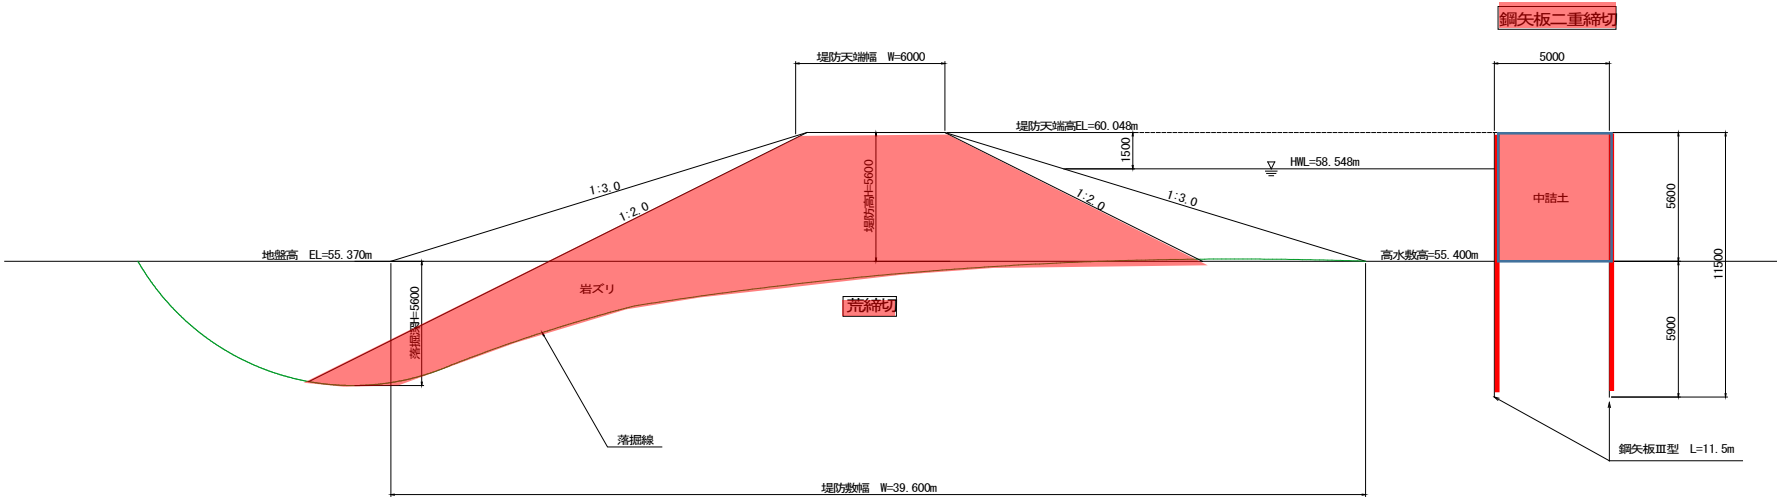 鋼矢板二重締切
堤防天端幅 W=6000
5000
堤防天端高EL=60.048m
1500
HWL=58.548m
堤防高H=5600
1:3.0
1:2.0
1:2.0
1:3.0
中詰土
5600
地盤高 EL=55.370m
高水敷高=55.400m
11500
岩ズリ
荒締切
落掘深H=5600
5900
落掘線
鋼矢板Ⅲ型 L=11.5m
堤防敷幅 W=39.600m